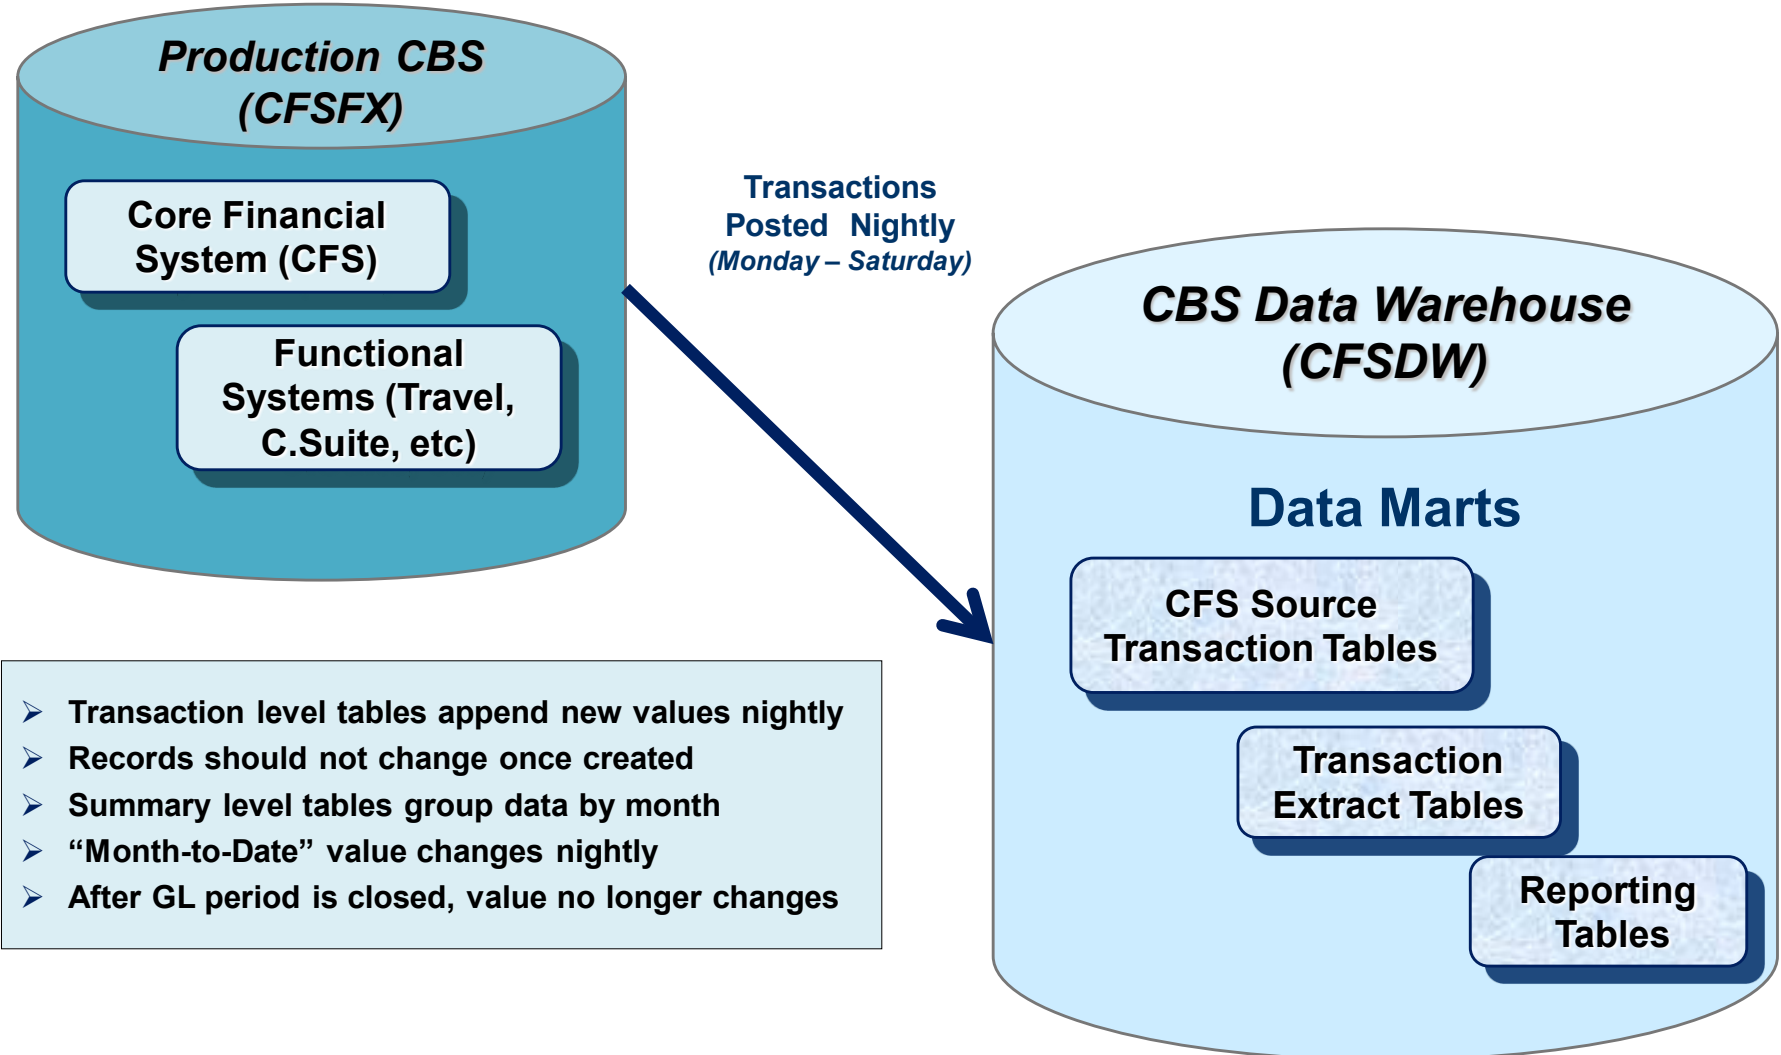 Production CBS
(CFSFX)
Core Financial
System (CFS)
Functional
Systems (Travel,
C.Suite, etc)
Transactions
Posted Nightly
(Monday – Saturday)
CBS Data Warehouse
(CFSDW)
Data Marts
CFS Source
Transaction Tables
Transaction
Extract Tables
Reporting
Tables
➢ Transaction level tables append new values nightly
➢ Records should not change once created
➢ Summary level tables group data by month
➢ “Month-to-Date” value changes nightly
➢ After GL period is closed, value no longer changes